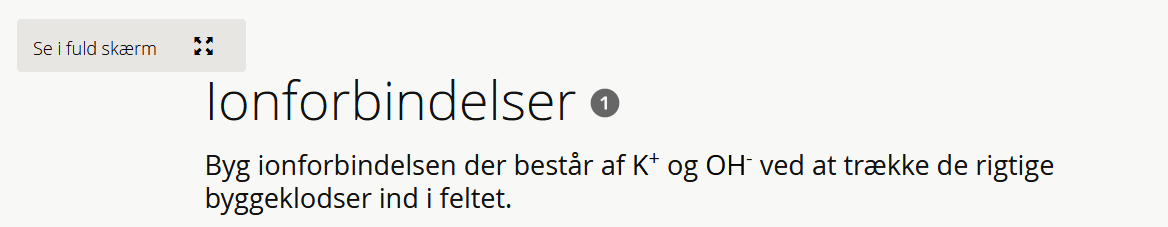 Se i fuld skærm
Ionforbindelser 1
Byg ionforbindelsen der består af K⁺ og OH⁻ ved at trække de rigtige
byggeklodser ind i feltet.